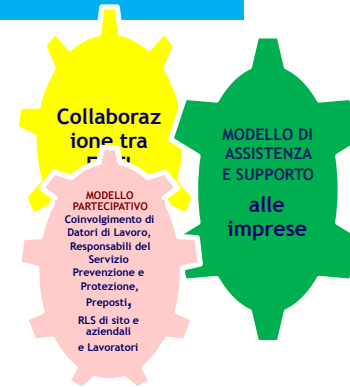 Collaboraz
ione tra
MODELLO DI
ASSISTENZA
E SUPPORTO
alle
imprese
MODELLO
PARTECIPATIVO
Coinvolgimento di
Datori di Lavoro,
Responsabili del
Servizio
Prevenzione e
Protezione,
Preposti,
RLS di sito e
aziendali
e Lavoratori